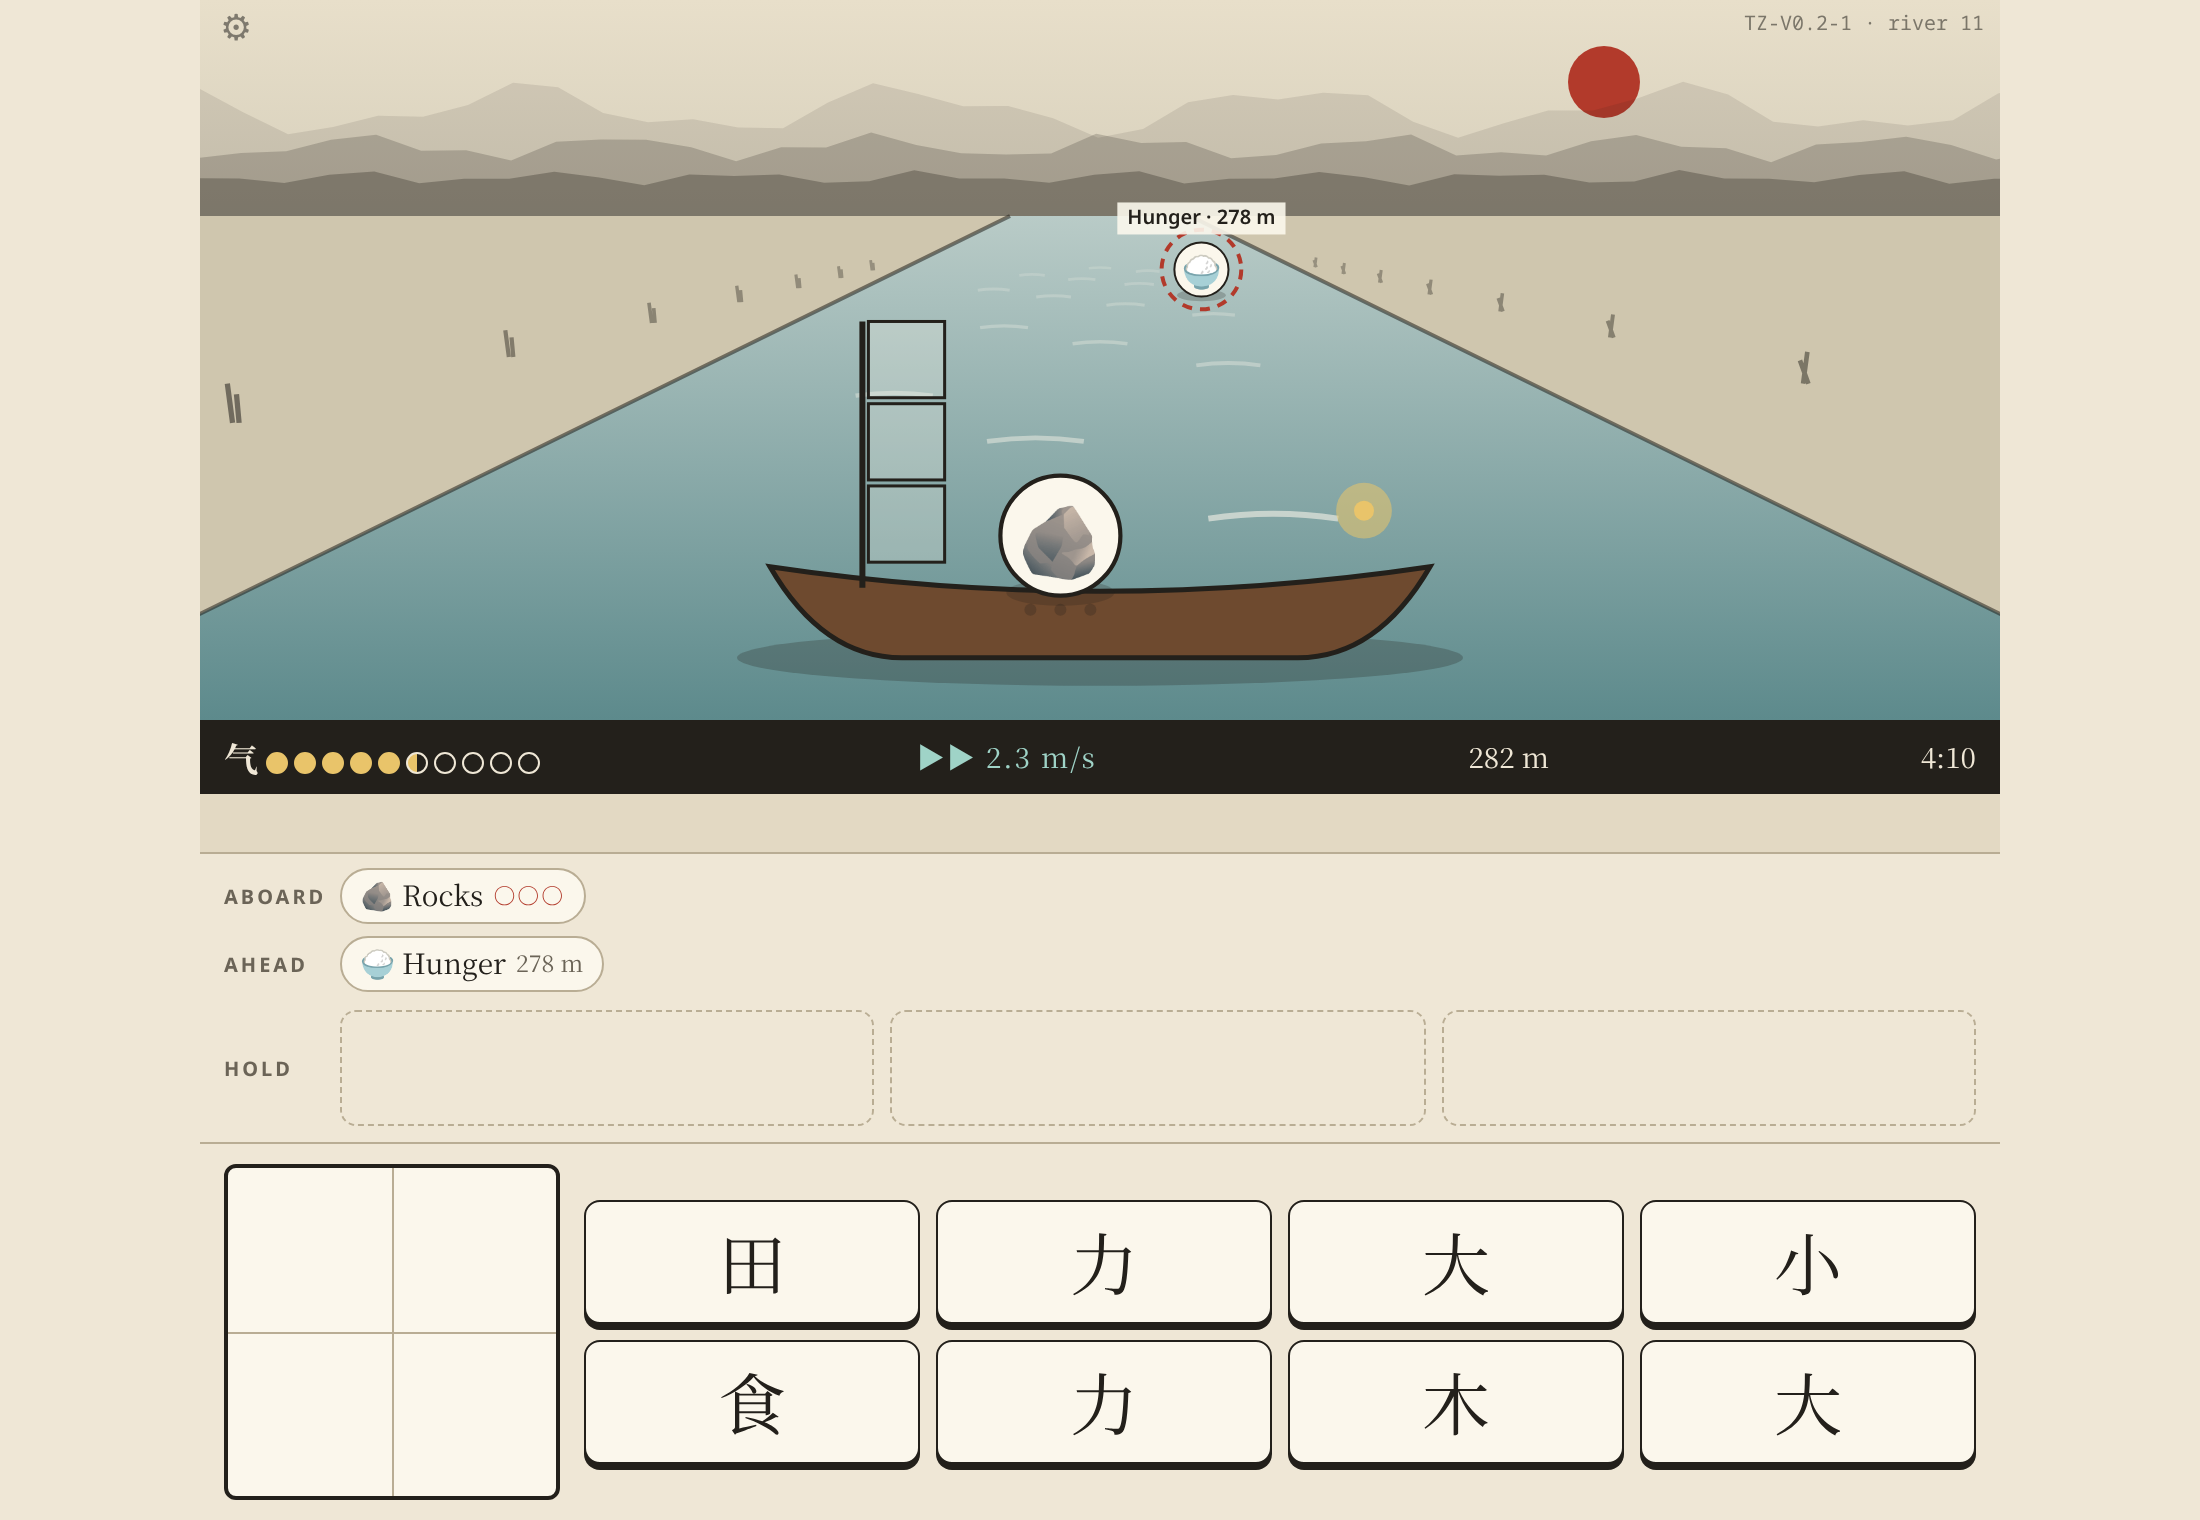 TZ-V0.2-1 · river 11
Hunger · 278 m
气 2.3 m/s 282 m 4:10
ABOARD Rocks
AHEAD Hunger 278 m
HOLD
田 力 大 小
食 力 木 大